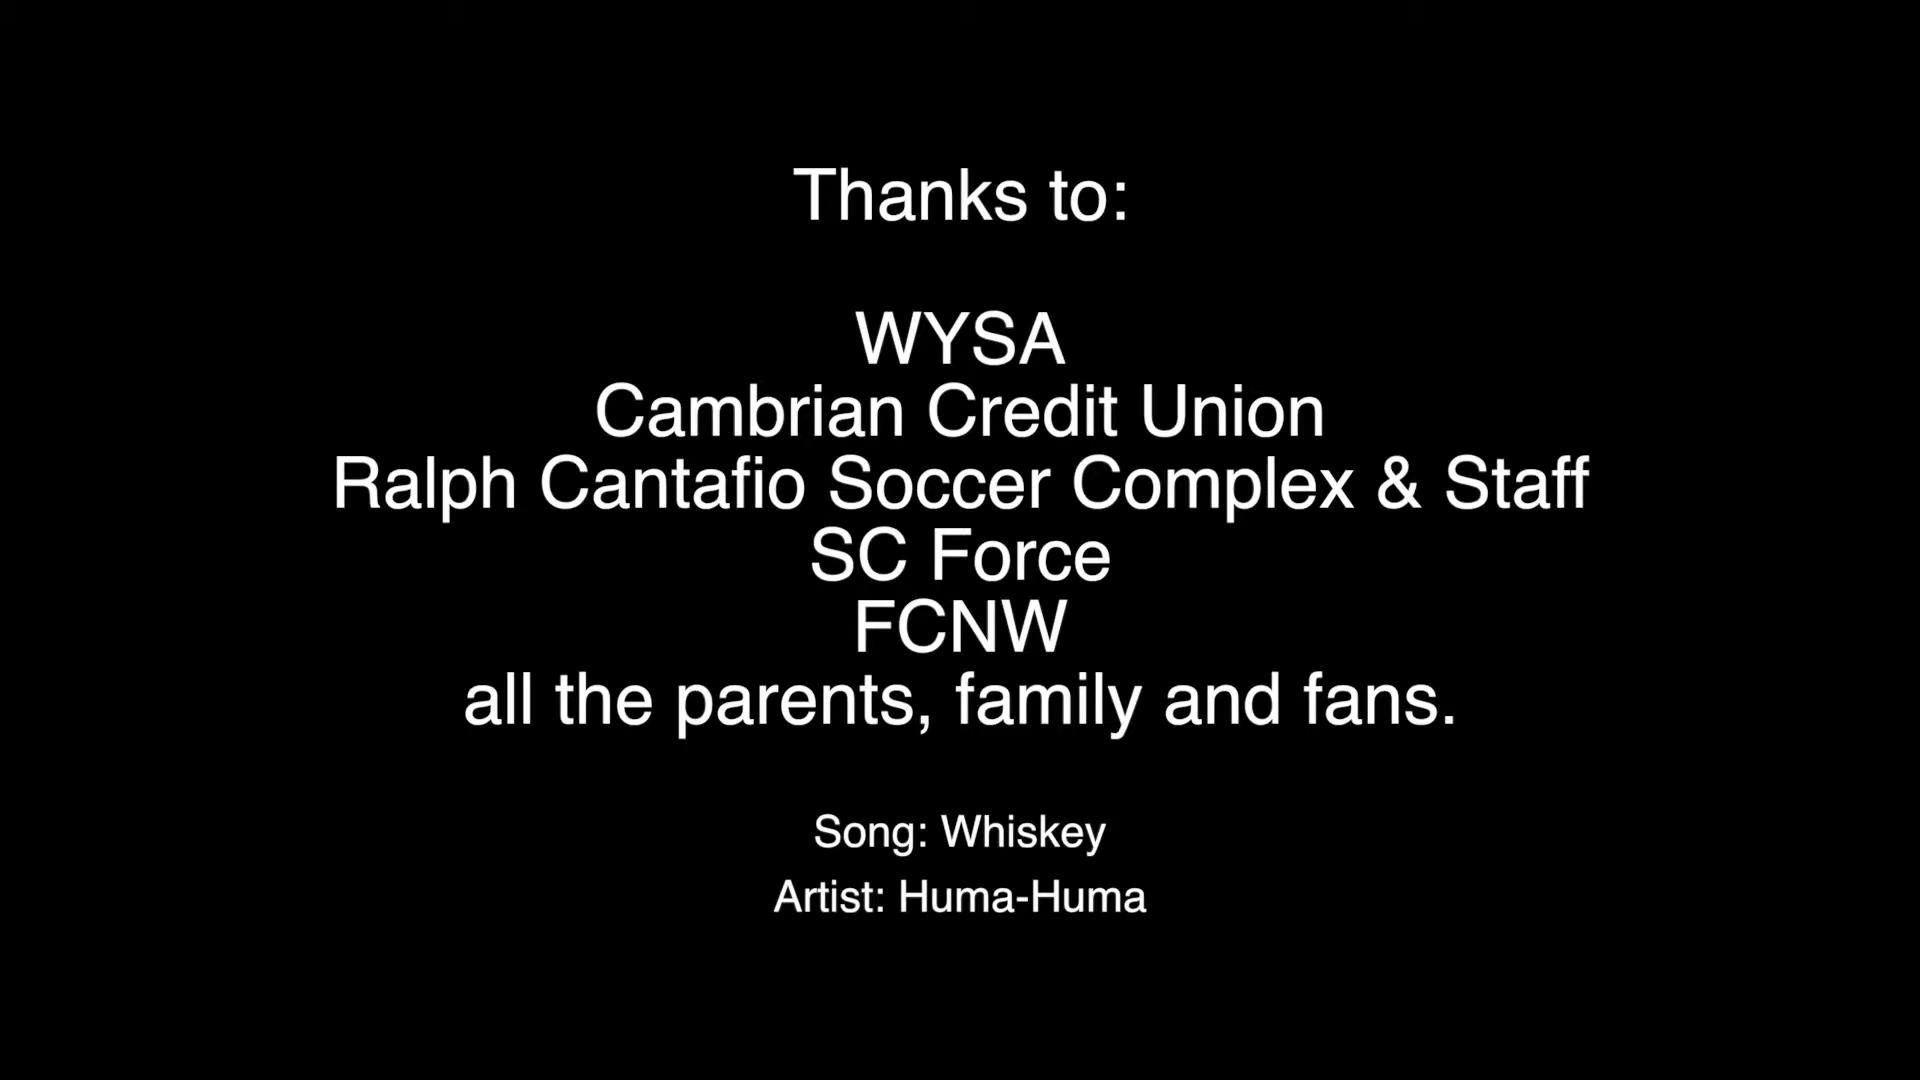 Thanks to:
WYSA
Cambrian Credit Union
Ralph Cantafio Soccer Complex & Staff
SC Force
FCNW
all the parents, family and fans.
Song: Whiskey
Artist: Huma-Huma